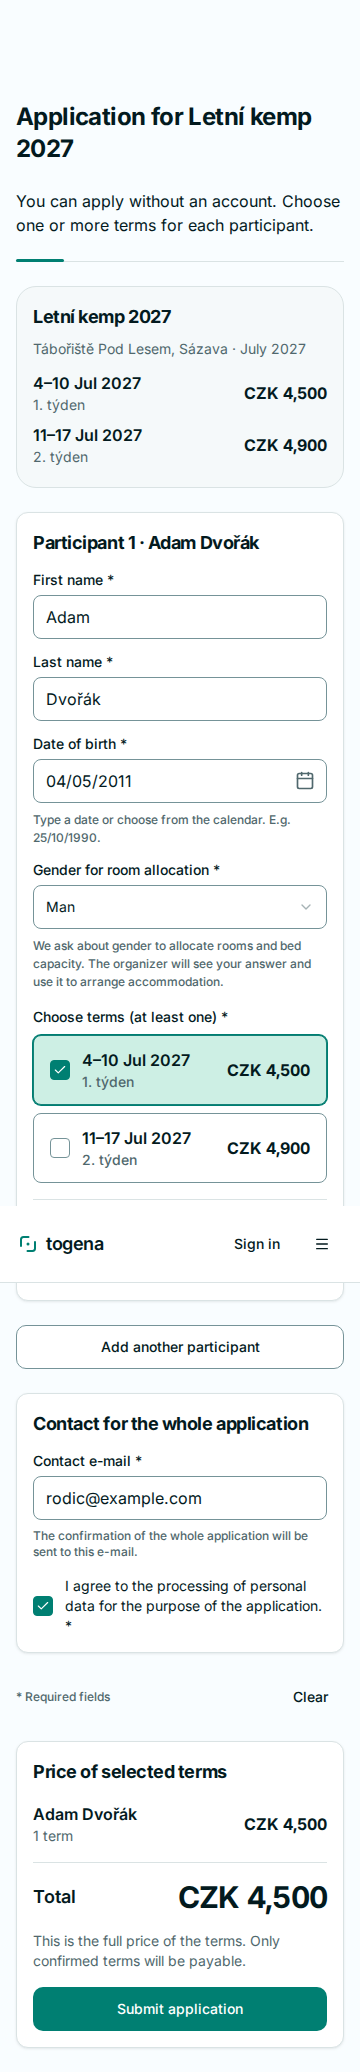 Application for Letní kemp
2027
You can apply without an account. Choose
one or more terms for each participant.
Letní kemp 2027
Tábořiště Pod Lesem, Sázava · July 2027
4–10 Jul 2027
1. týden
CZK 4,500
11–17 Jul 2027
2. týden
CZK 4,900
Participant 1 · Adam Dvořák
First name *
Adam
Last name *
Dvořák
Date of birth *
04/05/2011
Type a date or choose from the calendar. E.g.
25/10/1990.
Gender for room allocation *
Man
We ask about gender to allocate rooms and bed
capacity. The organizer will see your answer and
use it to arrange accommodation.
Choose terms (at least one) *
4–10 Jul 2027
1. týden
CZK 4,500
11–17 Jul 2027
2. týden
CZK 4,900
togena
Sign in
Add another participant
Contact for the whole application
Contact e-mail *
rodic@example.com
The confirmation of the whole application will be
sent to this e-mail.
I agree to the processing of personal
data for the purpose of the application.
*
* Required fields
Clear
Price of selected terms
Adam Dvořák
1 term
CZK 4,500
Total
CZK 4,500
This is the full price of the terms. Only
confirmed terms will be payable.
Submit application